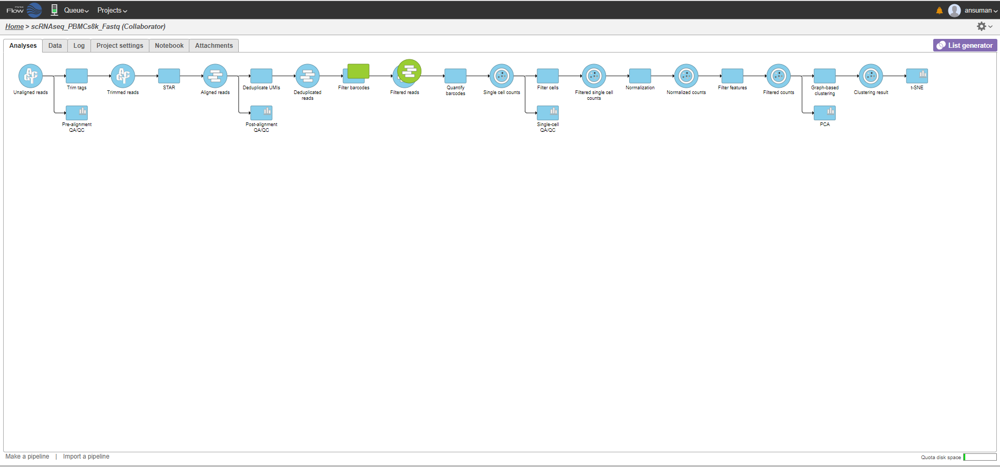 Flow
Queue
Projects
ansuman
Home > scRNAseq_PBMCs8k_Fastq (Collaborator)
Analyses
Data
Log
Project settings
Notebook
Attachments
List generator
Unaligned reads
Trim tags
Trimmed reads
STAR
Aligned reads
Deduplicate UMIs
Deduplicated
reads
Filter barcodes
Filtered reads
Quantify
barcodes
Single cell counts
Filter cells
Filtered single cell
counts
Normalization
Normalized counts
Filter features
Filtered counts
Graph-based
clustering
Clustering result
t-SNE
Pre-alignment
QA/QC
Post-alignment
QA/QC
Single-cell
QA/QC
PCA
Make a pipeline | Import a pipeline
Quota disk space